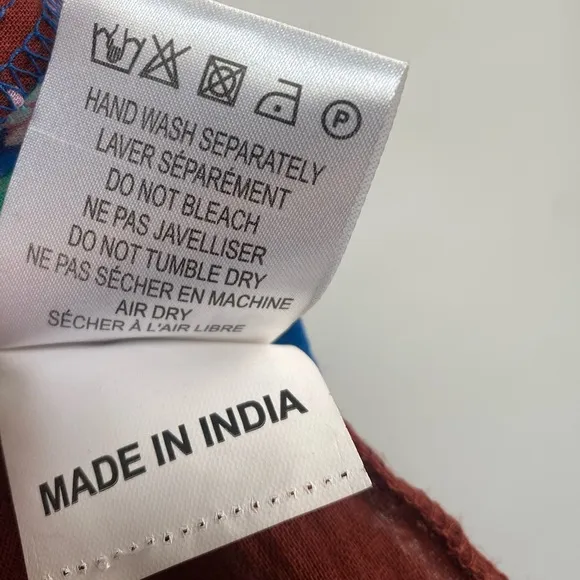 P
HAND WASH SEPARATELY
LAVER SÉPARÉMENT
DO NOT BLEACH
NE PAS JAVELLISER
DO NOT TUMBLE DRY
NE PAS SÉCHER EN MACHINE
AIR DRY
SÉCHER À L'AIR LIBRE
MADE IN INDIA